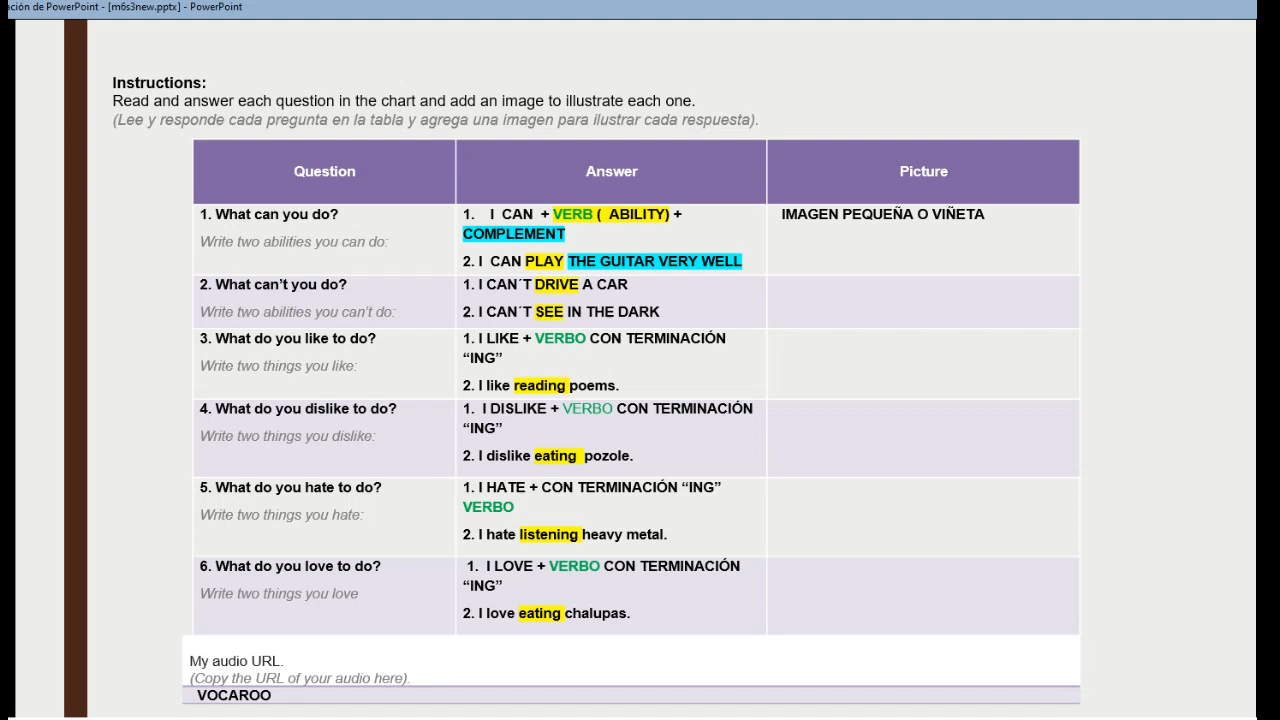 ación de PowerPoint - [m6s3new.pptx] - PowerPoint
Instructions:
Read and answer each question in the chart and add an image to illustrate each one.
(Lee y responde cada pregunta en la tabla y agrega una imagen para ilustrar cada respuesta).
Question
Answer
Picture
1. What can you do?
Write two abilities you can do:
1. I CAN + VERB ( ABILITY) +
COMPLEMENT
2. I CAN PLAY THE GUITAR VERY WELL
IMAGEN PEQUEÑA O VIÑETA
2. What can’t you do?
Write two abilities you can’t do:
1. I CAN´T DRIVE A CAR
2. I CAN´T SEE IN THE DARK
3. What do you like to do?
Write two things you like:
1. I LIKE + VERBO CON TERMINACIÓN
“ING”
2. I like reading poems.
4. What do you dislike to do?
Write two things you dislike:
1. I DISLIKE + VERBO CON TERMINACIÓN
“ING”
2. I dislike eating pozole.
5. What do you hate to do?
Write two things you hate:
1. I HATE + CON TERMINACIÓN “ING”
VERBO
2. I hate listening heavy metal.
6. What do you love to do?
Write two things you love
1. I LOVE + VERBO CON TERMINACIÓN
“ING”
2. I love eating chalupas.
My audio URL.
(Copy the URL of your audio here).
VOCAROO